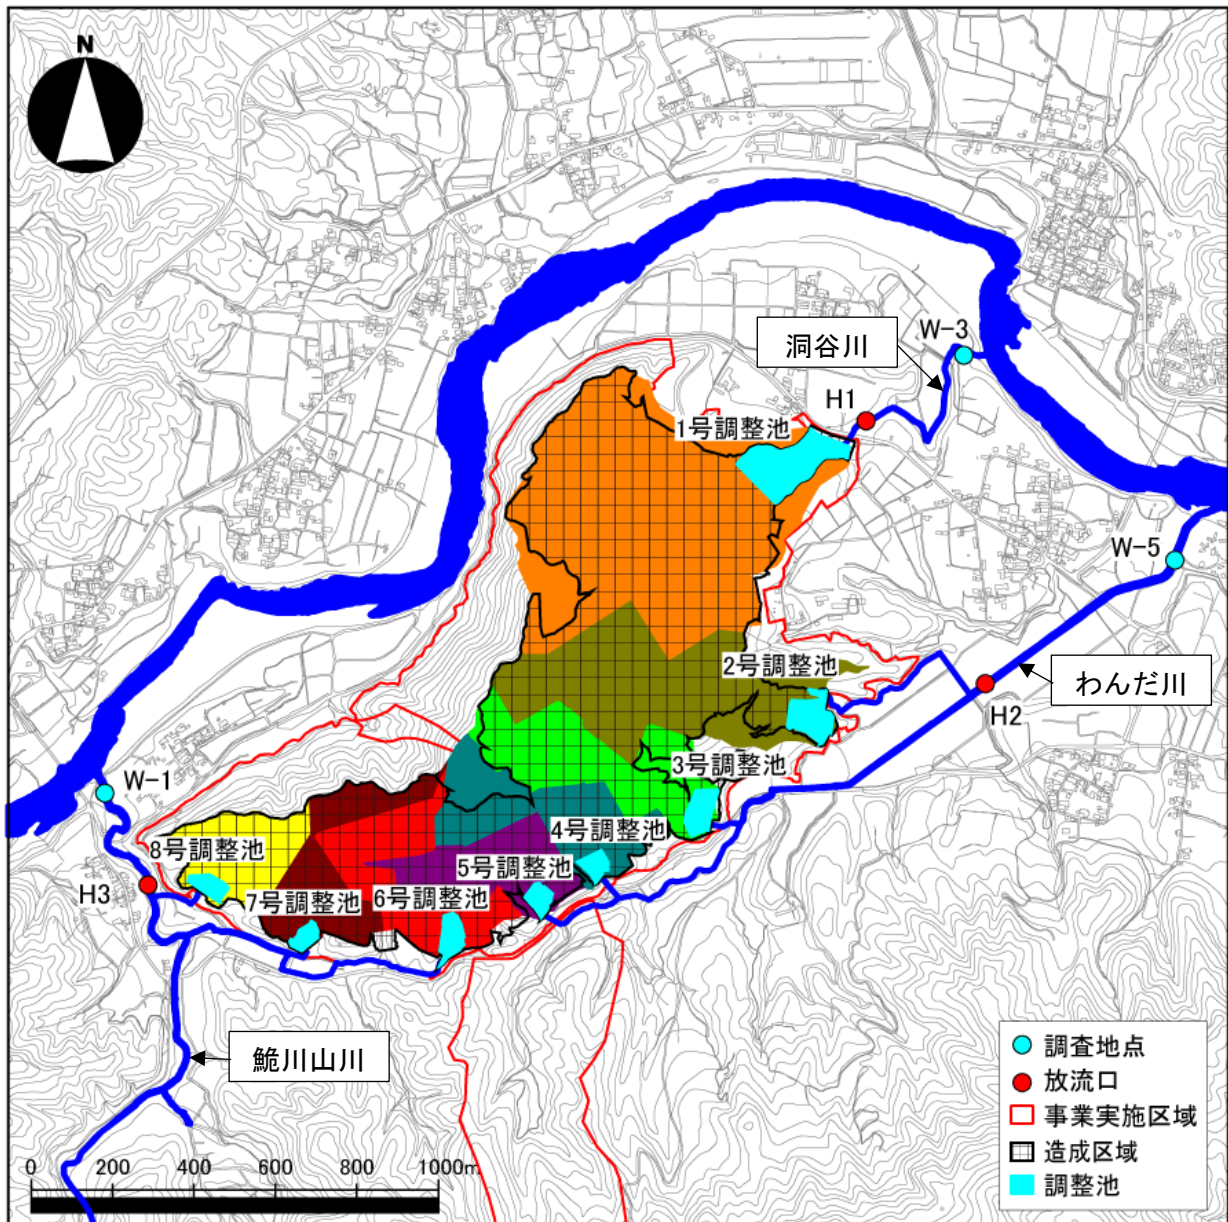 N
W-3
洞谷川
H1
1号調整池
W-5
2号調整池
わんだ川
H2
3号調整池
W-1
4号調整池
8号調整池
5号調整池
H3
7号調整池
6号調整池
鮠川山川
調査地点
放流口
事業実施区域
造成区域
調整池
0 200 400 600 800 1000m